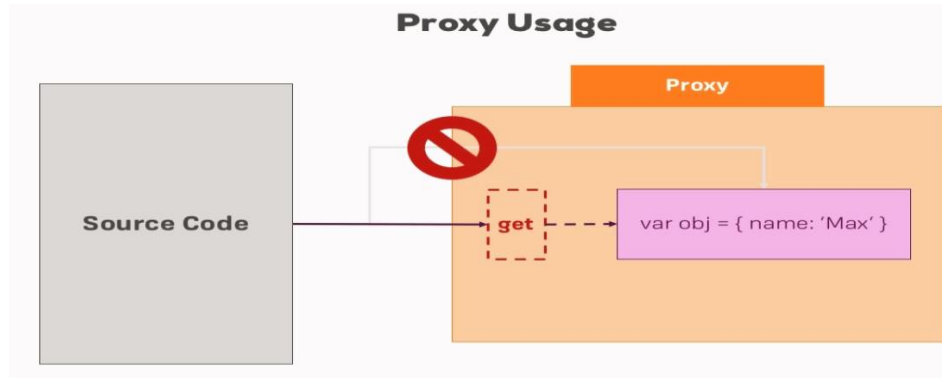 Proxy Usage
Proxy
Source Code
get
var obj = { name: ‘Max‘ }